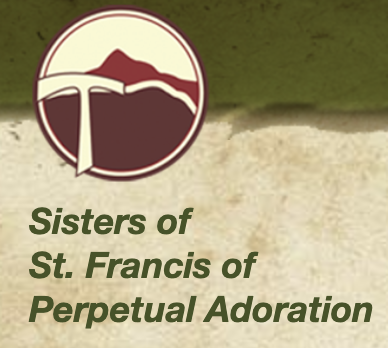 Sisters of
St. Francis of
Perpetual Adoration